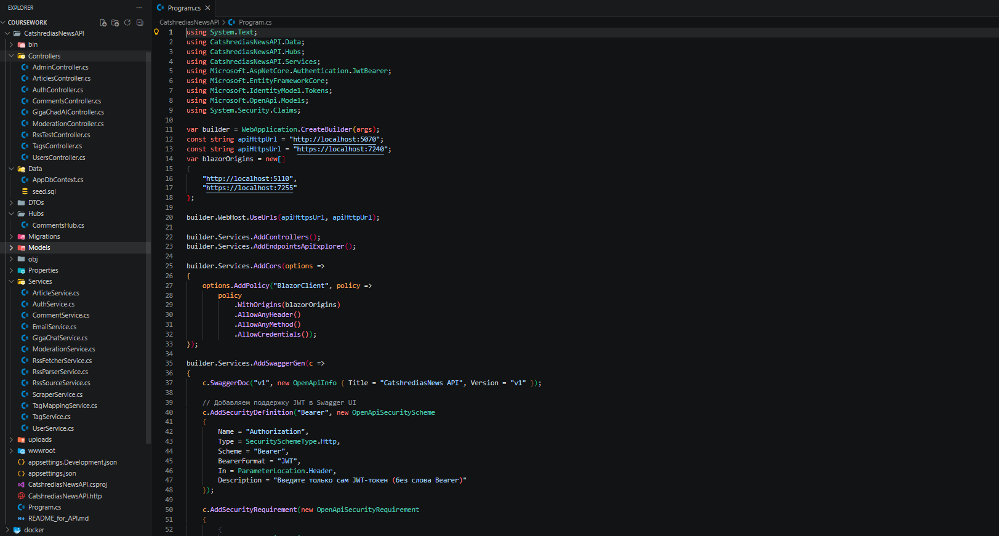 EXPLORER
COURSEWORK
CatshrediasNewsAPI
bin
Controllers
AdminController.cs
ArticlesController.cs
AuthController.cs
CommentsController.cs
GigaChadAIController.cs
ModerationController.cs
RssTestController.cs
TagsController.cs
UsersController.cs
Data
AppDbContext.cs
seed.sql
DTOs
Hubs
CommentsHub.cs
Migrations
Models
obj
Properties
Services
ArticleService.cs
AuthService.cs
CommentService.cs
EmailService.cs
GigaChatService.cs
ModerationService.cs
RssFetcherService.cs
RssParserService.cs
RssSourceService.cs
ScraperService.cs
TagMappingService.cs
TagService.cs
UserService.cs
uploads
wwwroot
appsettings.Development.json
appsettings.json
CatshrediasNewsAPI.csproj
CatshrediasNewsAPI.http
Program.cs
README_for_API.md
docker
Program.cs
CatshrediasNewsAPI > Program.cs
1 using System.Text;
2 using CatshrediasNewsAPI.Data;
3 using CatshrediasNewsAPI.Hubs;
4 using CatshrediasNewsAPI.Services;
5 using Microsoft.AspNetCore.Authentication.JwtBearer;
6 using Microsoft.EntityFrameworkCore;
7 using Microsoft.IdentityModel.Tokens;
8 using Microsoft.OpenApi.Models;
9 using System.Security.Claims;
10
11 var builder = WebApplication.CreateBuilder(args);
12 const string apiHttpUrl = "http://localhost:5070";
13 const string apiHttpsUrl = "https://localhost:7240";
14 var blazorOrigins = new[]
15 {
16 "http://localhost:5110",
17 "https://localhost:7255"
18 };
19
20 builder.WebHost.UseUrls(apiHttpsUrl, apiHttpUrl);
21
22 builder.Services.AddControllers();
23 builder.Services.AddEndpointsApiExplorer();
24
25 builder.Services.AddCors(options =>
26 {
27 options.AddPolicy("BlazorClient", policy =>
28 policy
29 .WithOrigins(blazorOrigins)
30 .AllowAnyHeader()
31 .AllowAnyMethod()
32 .AllowCredentials());
33 });
34
35 builder.Services.AddSwaggerGen(c =>
36 {
37 c.SwaggerDoc("v1", new OpenApiInfo { Title = "CatshrediasNews API", Version = "v1" });
38
39 // Добавляем поддержку JWT в Swagger UI
40 c.AddSecurityDefinition("Bearer", new OpenApiSecurityScheme
41 {
42 Name = "Authorization",
43 Type = SecuritySchemeType.Http,
44 Scheme = "Bearer",
45 BearerFormat = "JWT",
46 In = ParameterLocation.Header,
47 Description = "Введите только сам JWT-токен (без слова Bearer)"
48 });
49
50 c.AddSecurityRequirement(new OpenApiSecurityRequirement
51 {
52 {